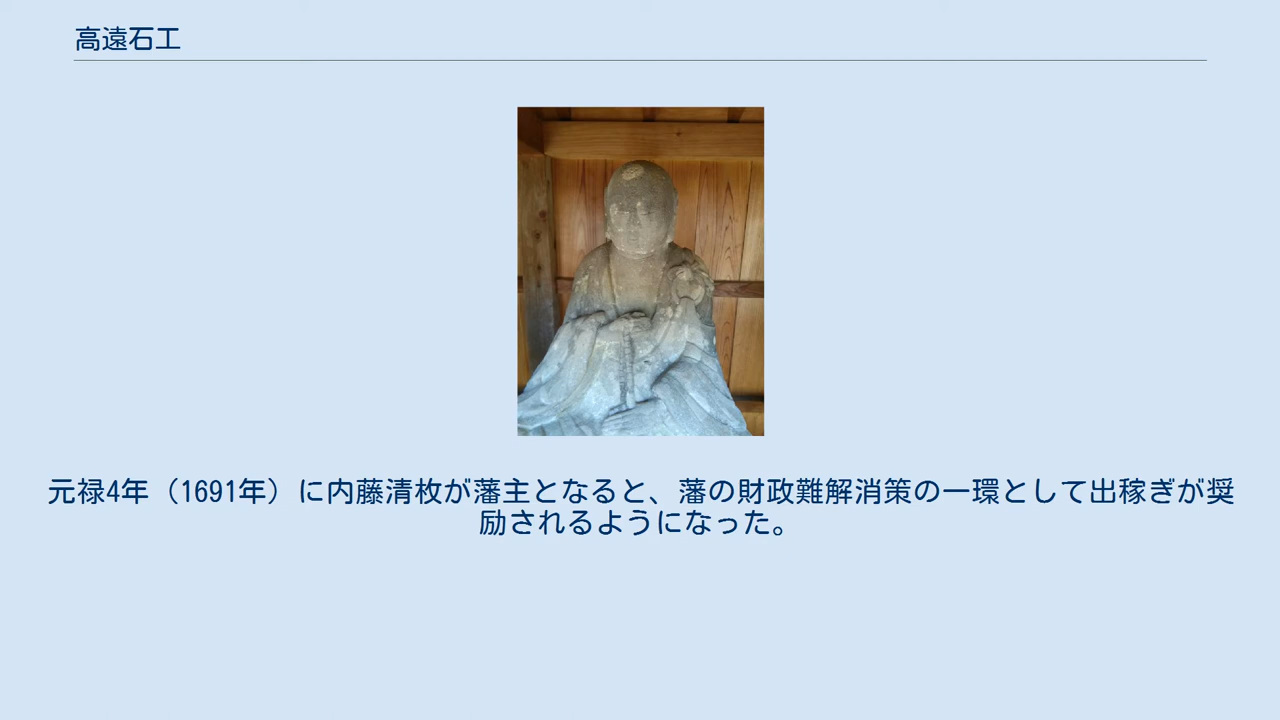 高遠石工
元禄4年（1691年）に内藤清枚が藩主となると、藩の財政難解消策の一環として出稼ぎが奨
励されるようになった。